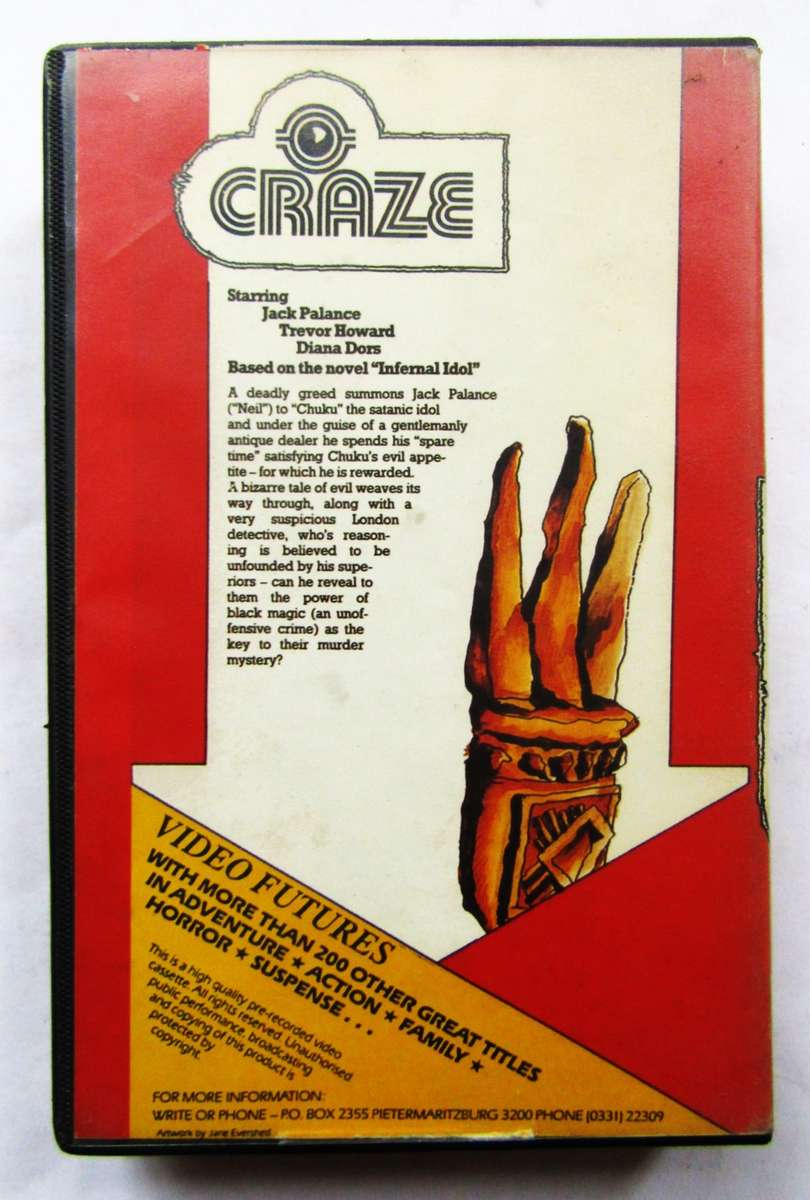 CRAZE
Starring
Jack Palance
Trevor Howard
Diana Dors
Based on the novel "Infernal Idol"
A deadly greed summons Jack Palance
("Neil") to "Chuku" the satanic idol
and under the guise of a gentlemanly
antique dealer he spends his "spare
time" satisfying Chuku's evil appe-
tite – for which he is rewarded.
A bizarre tale of evil weaves its
way through, along with a
very suspicious London
detective, who's reason-
ing is believed to be
unfounded by his supe-
riors – can he reveal to
them the power of
black magic (an unof-
fensive crime) as the
key to their murder
mystery?
VIDEO FUTURES
WITH MORE THAN 200 OTHER GREAT TITLES
IN ADVENTURE ★ ACTION ★ FAMILY ★
HORROR ★ SUSPENSE . . .
This is a high quality pre-recorded video
cassette. All rights reserved. Unauthorised
public performance, broadcasting
and copying of this product is
protected by
copyright.
FOR MORE INFORMATION:
WRITE OR PHONE – P.O. BOX 2355 PIETERMARITZBURG 3200 PHONE (0331) 22309
Artwork by Jane Evershed